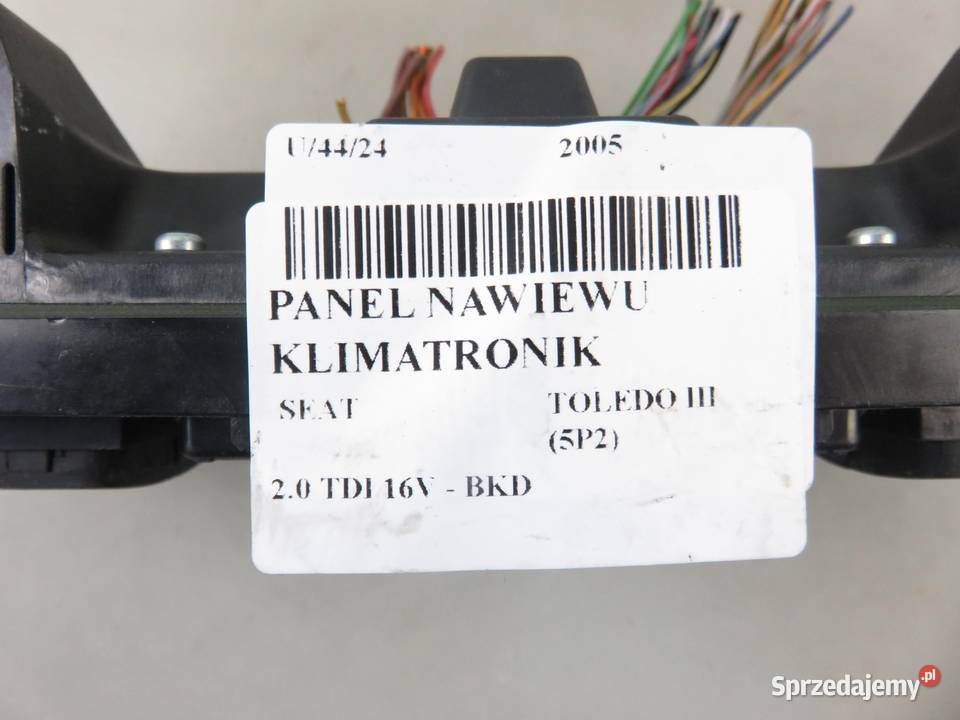 U/44/24 2005
PANEL NAWIEWU
KLIMATRONIK
SEAT TOLEDO III
(5P2)
2.0 TDI 16V - BKD
Sprzedajemy.pl